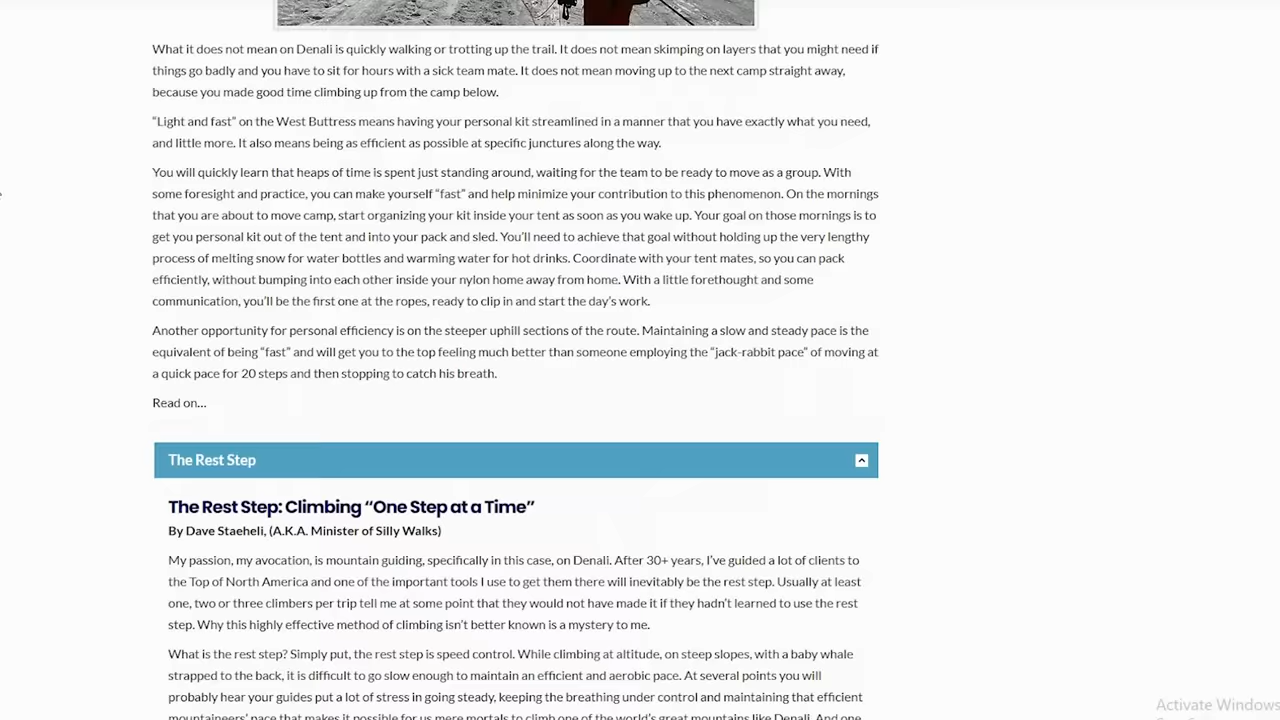 What it does not mean on Denali is quickly walking or trotting up the trail. It does not mean skimping on layers that you might need if
things go badly and you have to sit for hours with a sick team mate. It does not mean moving up to the next camp straight away,
because you made good time climbing up from the camp below.
“Light and fast” on the West Buttress means having your personal kit streamlined in a manner that you have exactly what you need,
and little more. It also means being as efficient as possible at specific junctures along the way.
You will quickly learn that heaps of time is spent just standing around, waiting for the team to be ready to move as a group. With
some foresight and practice, you can make yourself “fast” and help minimize your contribution to this phenomenon. On the mornings
that you are about to move camp, start organizing your kit inside your tent as soon as you wake up. Your goal on those mornings is to
get you personal kit out of the tent and into your pack and sled. You’ll need to achieve that goal without holding up the very lengthy
process of melting snow for water bottles and warming water for hot drinks. Coordinate with your tent mates, so you can pack
efficiently, without bumping into each other inside your nylon home away from home. With a little forethought and some
communication, you’ll be the first one at the ropes, ready to clip in and start the day’s work.
Another opportunity for personal efficiency is on the steeper uphill sections of the route. Maintaining a slow and steady pace is the
equivalent of being “fast” and will get you to the top feeling much better than someone employing the “jack-rabbit pace” of moving at
a quick pace for 20 steps and then stopping to catch his breath.
Read on…
The Rest Step
The Rest Step: Climbing “One Step at a Time”
By Dave Staeheli, (A.K.A. Minister of Silly Walks)
My passion, my avocation, is mountain guiding, specifically in this case, on Denali. After 30+ years, I’ve guided a lot of clients to
the Top of North America and one of the important tools I use to get them there will inevitably be the rest step. Usually at least
one, two or three climbers per trip tell me at some point that they would not have made it if they hadn’t learned to use the rest
step. Why this highly effective method of climbing isn’t better known is a mystery to me.
What is the rest step? Simply put, the rest step is speed control. While climbing at altitude, on steep slopes, with a baby whale
strapped to the back, it is difficult to go slow enough to maintain an efficient and aerobic pace. At several points you will
probably hear your guides put a lot of stress in going steady, keeping the breathing under control and maintaining that efficient
mountaineers’ pace that makes it possible for us mere mortals to climb one of the world’s great mountains like Denali. And one
Activate Windows